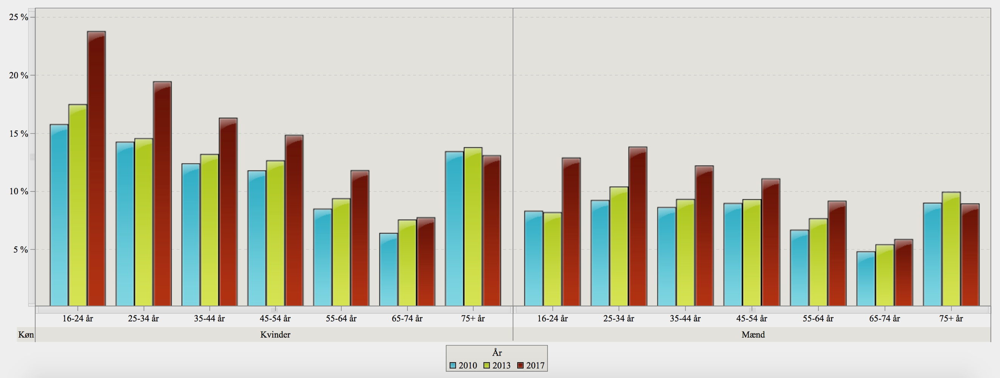 25 %
20 %
15 %
10 %
5 %
16-24 år 25-34 år 35-44 år 45-54 år 55-64 år 65-74 år 75+ år 16-24 år 25-34 år 35-44 år 45-54 år 55-64 år 65-74 år 75+ år
Køn Kvinder Mænd
År
2010 2013 2017